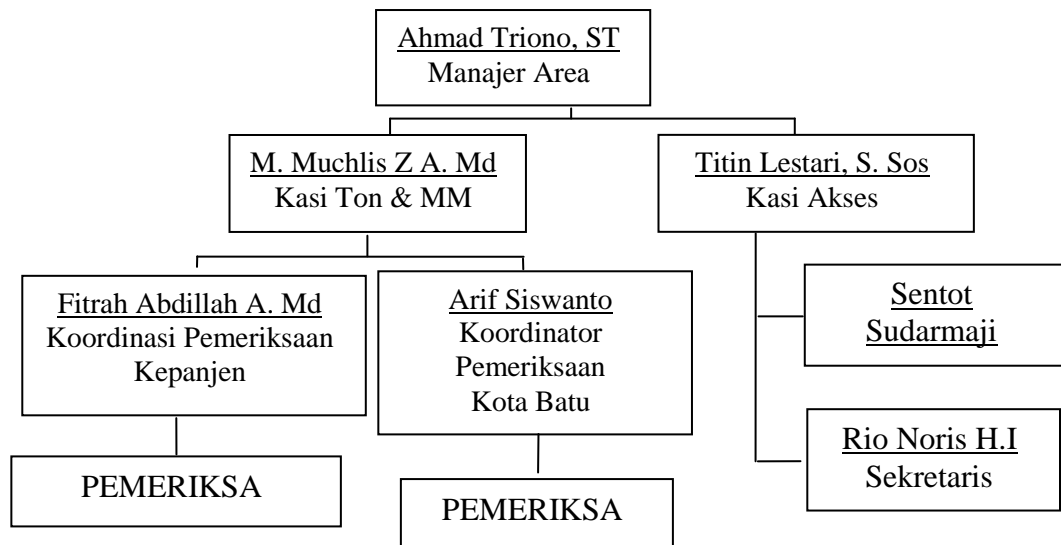 Ahmad Triono, ST
Manajer Area
M. Muchlis Z A. Md
Kasi Ton & MM
Titin Lestari, S. Sos
Kasi Akses
Fitrah Abdillah A. Md
Koordinasi Pemeriksaan
Kepanjen
Arif Siswanto
Koordinator
Pemeriksaan
Kota Batu
Sentot
Sudarmaji
Rio Noris H.I
Sekretaris
PEMERIKSA
PEMERIKSA